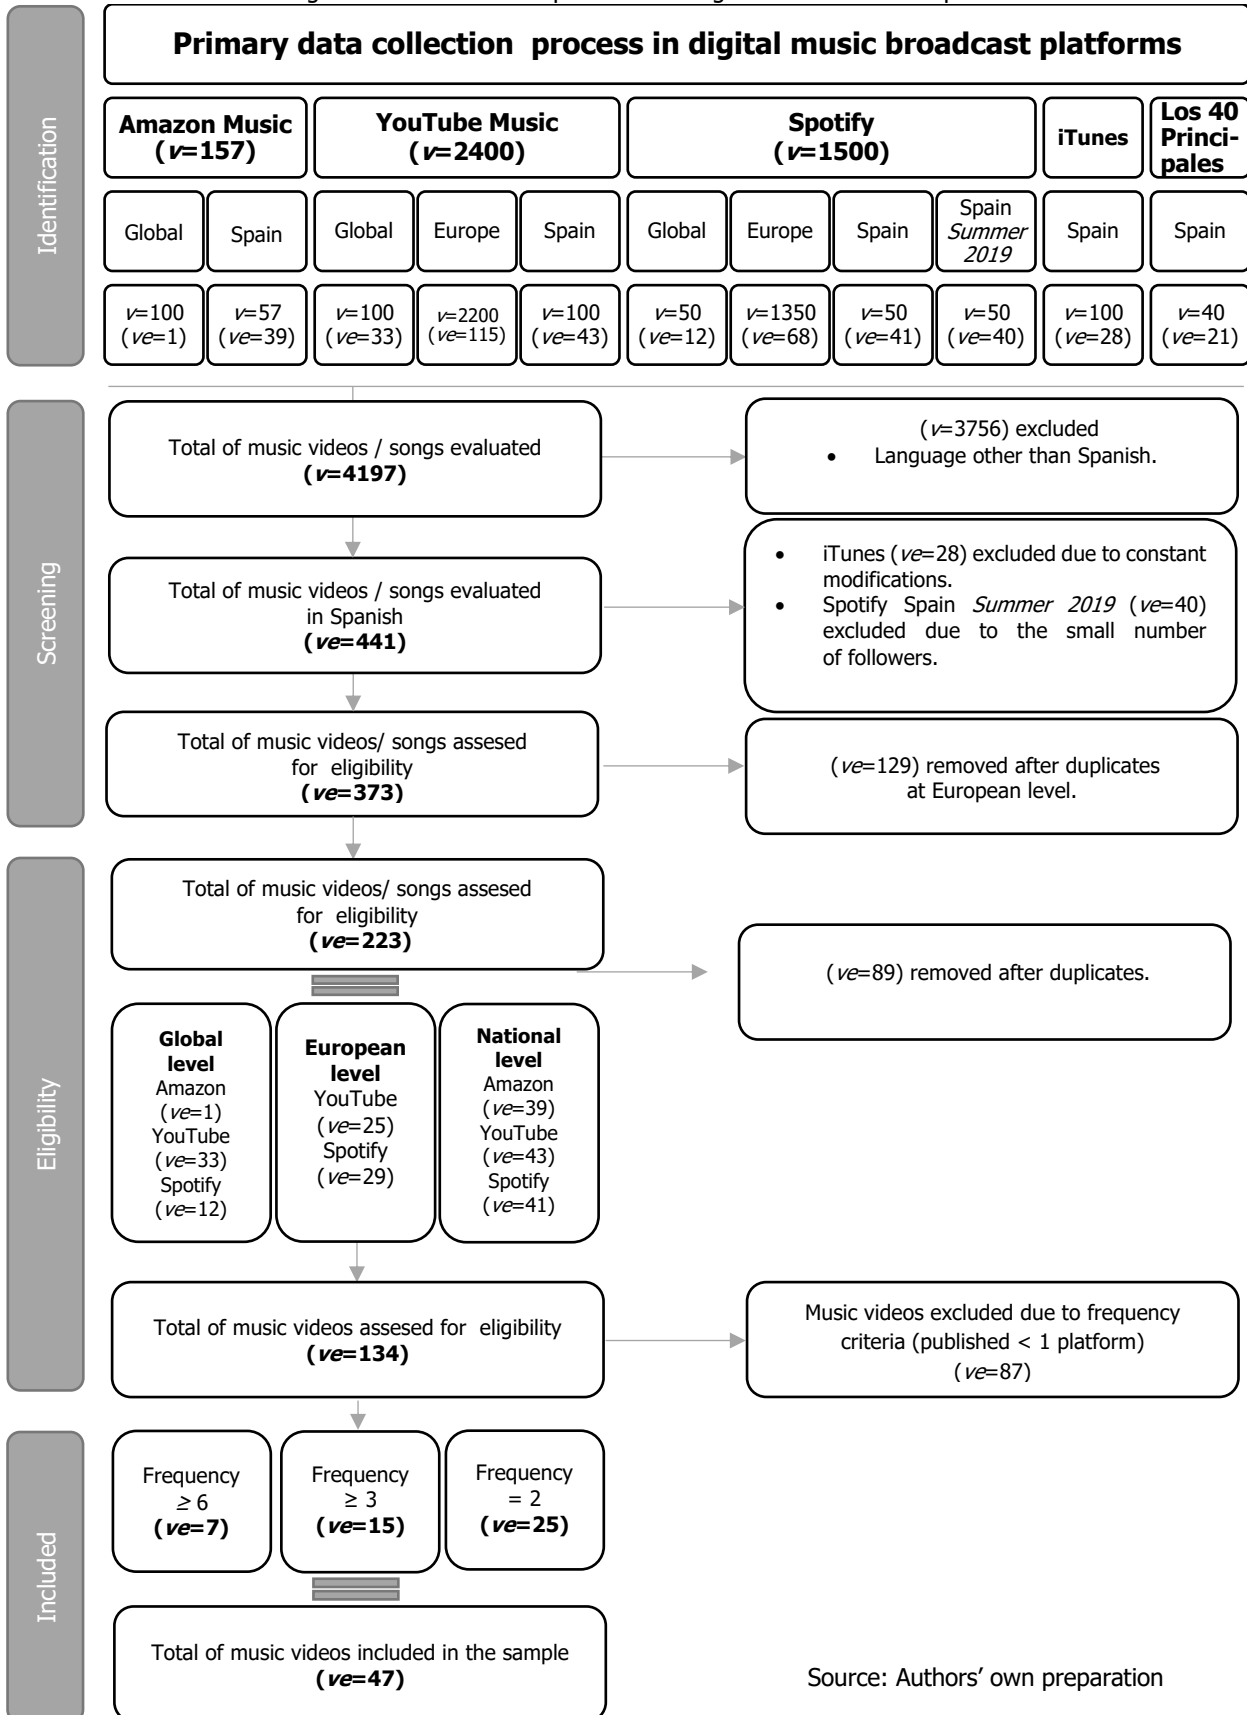 Primary data collection process in digital music broadcast platforms
Identification
Amazon Music
(v=157)
YouTube Music
(v=2400)
Spotify
(v=1500)
iTunes
Los 40
Princi-
pales
Global
Spain
Global
Europe
Spain
Global
Europe
Spain
Spain
Summer
2019
Spain
Spain
v=100
(ve=1)
v=57
(ve=39)
v=100
(ve=33)
v=2200
(ve=115)
v=100
(ve=43)
v=50
(ve=12)
v=1350
(ve=68)
v=50
(ve=41)
v=50
(ve=40)
v=100
(ve=28)
v=40
(ve=21)
Screening
Total of music videos / songs evaluated
(v=4197)
(v=3756) excluded
• Language other than Spanish.
Total of music videos / songs evaluated
in Spanish
(ve=441)
• iTunes (ve=28) excluded due to constant
modifications.
• Spotify Spain Summer 2019 (ve=40)
excluded due to the small number
of followers.
Total of music videos/ songs assesed
for eligibility
(ve=373)
(ve=129) removed after duplicates
at European level.
Eligibility
Total of music videos/ songs assesed
for eligibility
(ve=223)
(ve=89) removed after duplicates.
Global
level
Amazon
(ve=1)
YouTube
(ve=33)
Spotify
(ve=12)
European
level
YouTube
(ve=25)
Spotify
(ve=29)
National
level
Amazon
(ve=39)
YouTube
(ve=43)
Spotify
(ve=41)
Total of music videos assesed for eligibility
(ve=134)
Music videos excluded due to frequency
criteria (published < 1 platform)
(ve=87)
Included
Frequency
≥ 6
(ve=7)
Frequency
≥ 3
(ve=15)
Frequency
= 2
(ve=25)
Total of music videos included in the sample
(ve=47)
Source: Authors’ own preparation